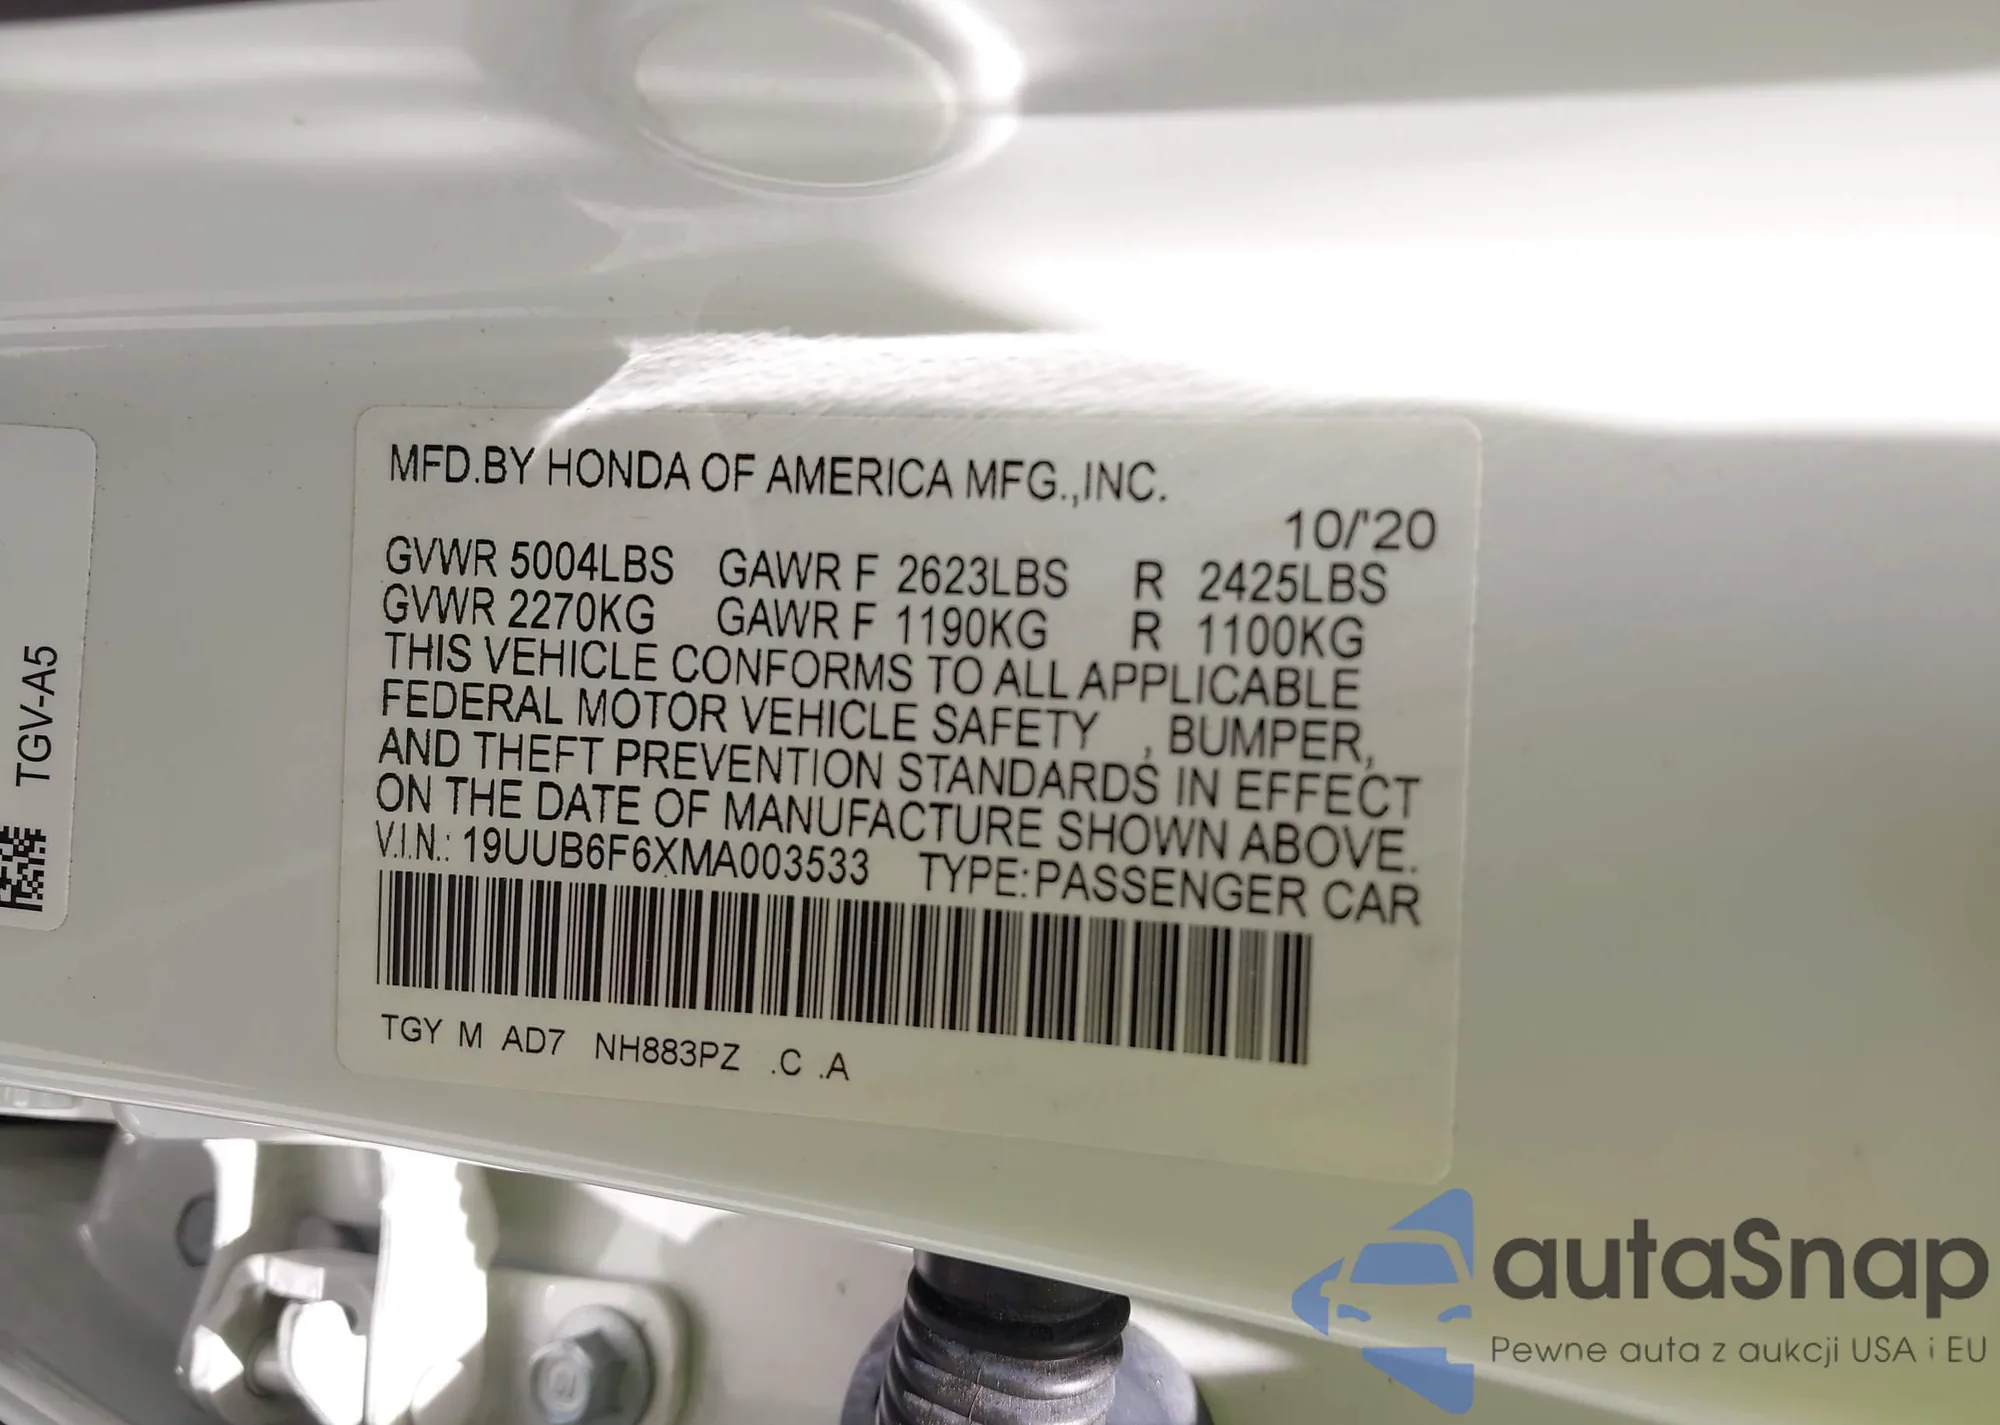 MFD.BY HONDA OF AMERICA MFG.,INC.
10/'20
GVWR 5004LBS GAWR F 2623LBS R 2425LBS
GVWR 2270KG GAWR F 1190KG R 1100KG
THIS VEHICLE CONFORMS TO ALL APPLICABLE
FEDERAL MOTOR VEHICLE SAFETY , BUMPER,
AND THEFT PREVENTION STANDARDS IN EFFECT
ON THE DATE OF MANUFACTURE SHOWN ABOVE.
V.I.N.: 19UUB6F6XMA003533 TYPE:PASSENGER CAR
TGY M AD7 NH883PZ .C .A
TGV-A5
autaSnap
Pewne auta z aukcji USA i EU